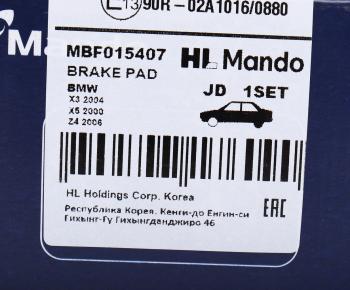 13 90R - 02A1016/0880
Mando
MBF015407 HL Mando
BRAKE PAD
BMW JD 1SET
X3 2004
X5 2000
Z4 2006
HL Holdings Corp. Korea
Республика Корея, Кенги-до Енгин-си
Гихынг-Гу Гихынгданджиро 46
EAC